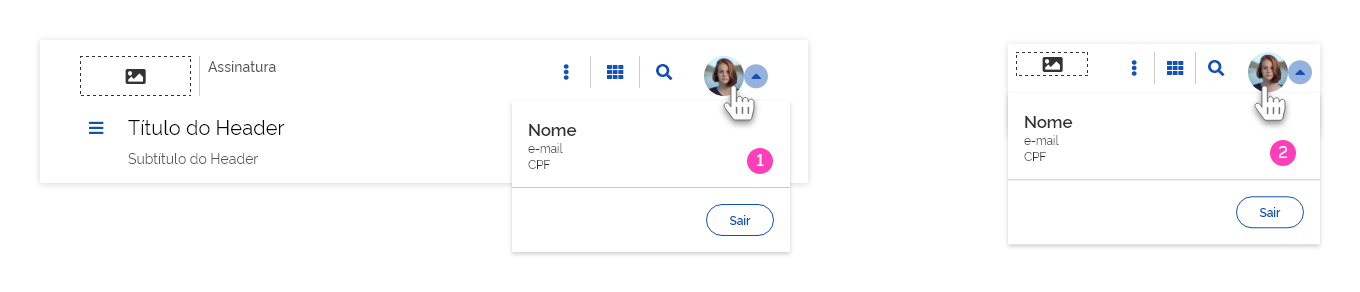 Assinatura
Título do Header
Subtítulo do Header
Nome
e-mail
CPF
1
Sair
Nome
e-mail
CPF
2
Sair